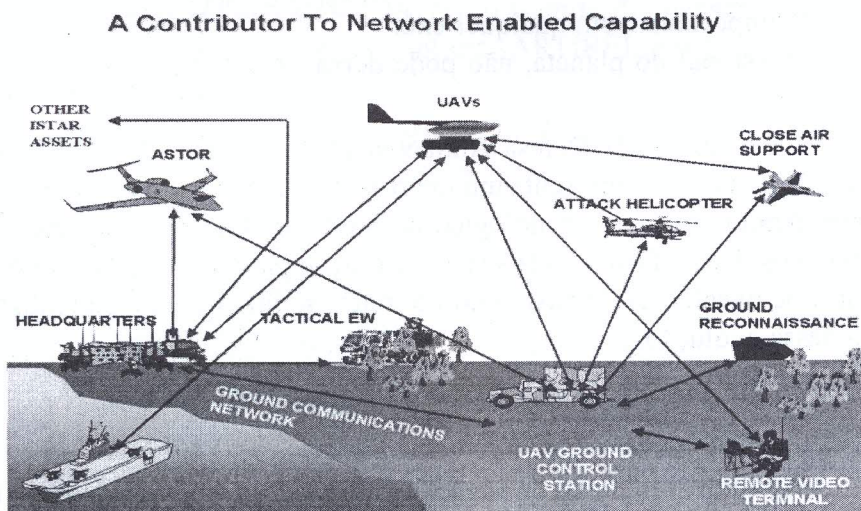 A Contributor To Network Enabled Capability
UAVs
OTHER
ISTAR
ASSETS
ASTOR
CLOSE AIR
SUPPORT
ATTACK HELICOPTER
HEADQUARTERS
TACTICAL EW
GROUND
RECONNAISSANCE
GROUND COMMUNICATIONS
NETWORK
UAV GROUND
CONTROL
STATION
REMOTE VIDEO
TERMINAL